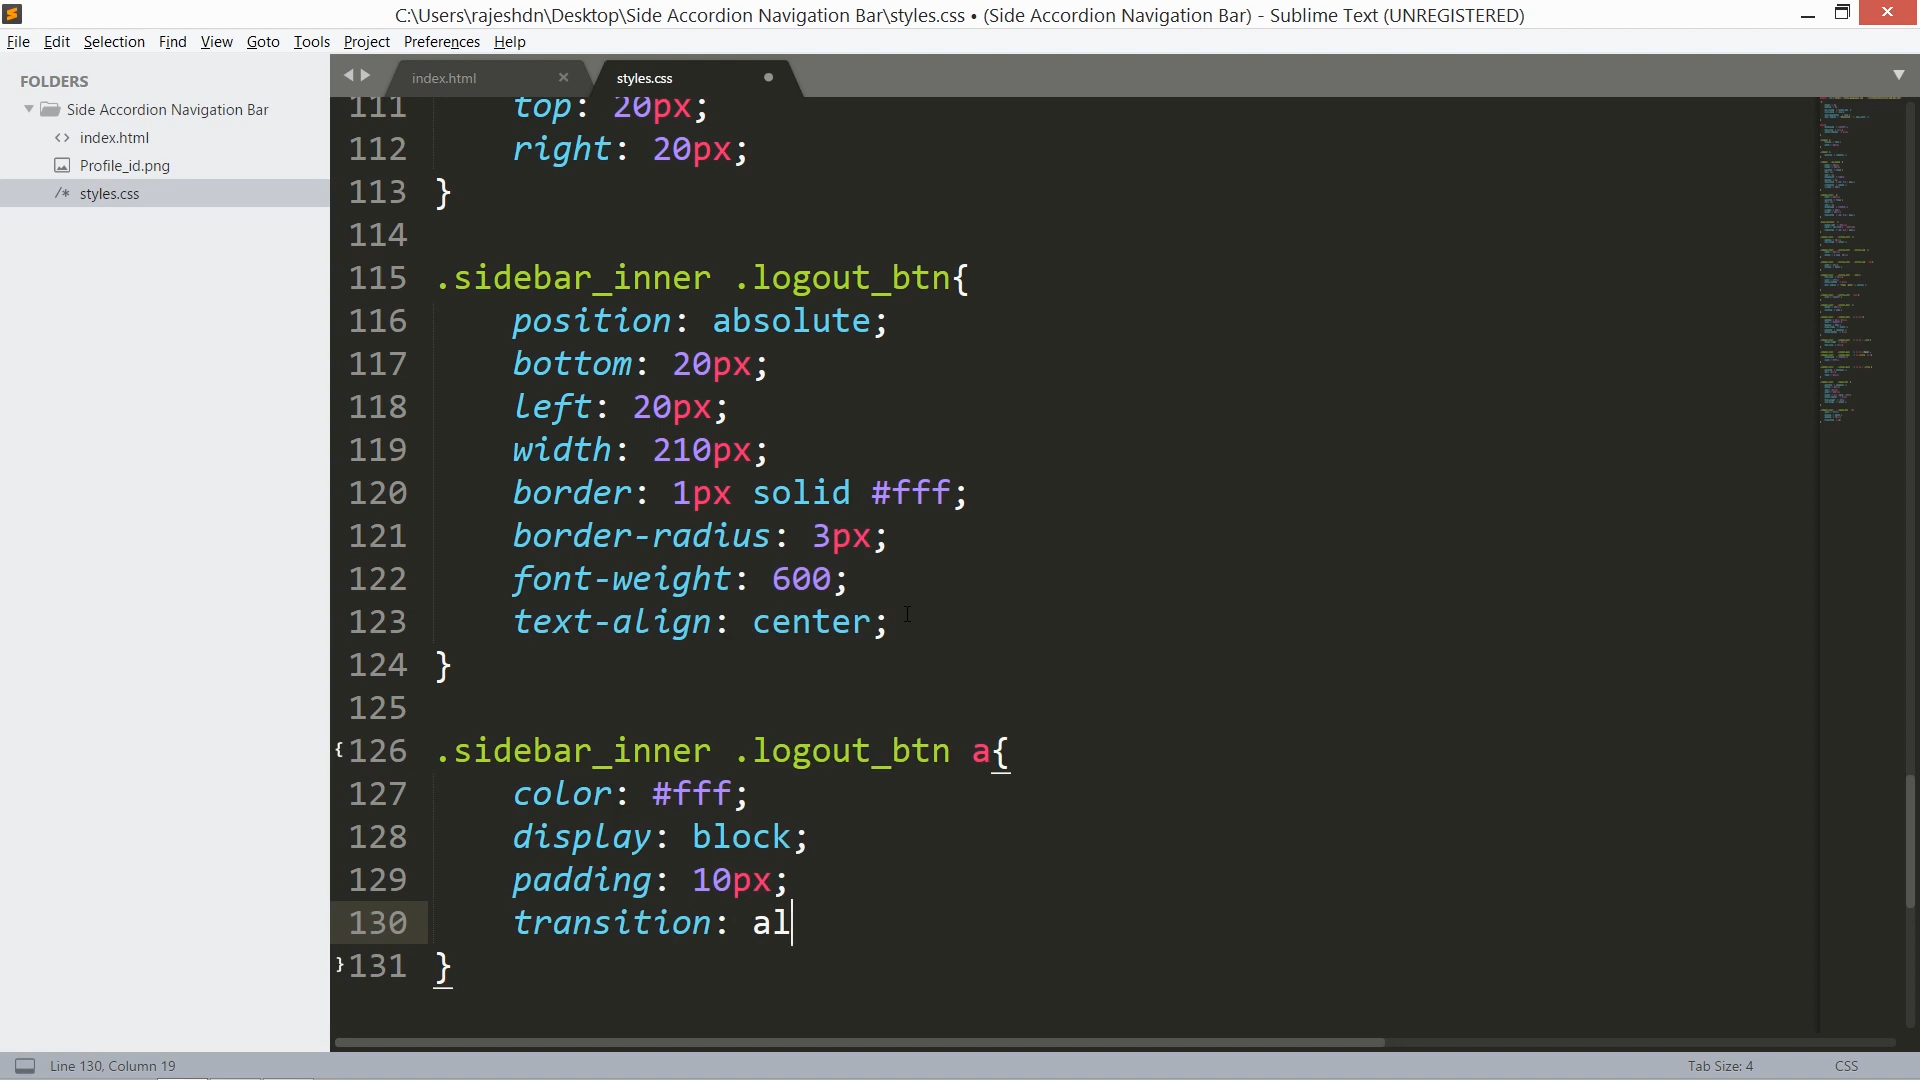 C:\Users\rajeshdn\Desktop\Side Accordion Navigation Bar\styles.css • (Side Accordion Navigation Bar) - Sublime Text (UNREGISTERED)
File Edit Selection Find View Goto Tools Project Preferences Help
FOLDERS
Side Accordion Navigation Bar
<> index.html
Profile_id.png
/* styles.css
index.html × styles.css
111 top: 20px;
112 right: 20px;
113 }
114
115 .sidebar_inner .logout_btn{
116 position: absolute;
117 bottom: 20px;
118 left: 20px;
119 width: 210px;
120 border: 1px solid #fff;
121 border-radius: 3px;
122 font-weight: 600;
123 text-align: center;
124 }
125
{126 .sidebar_inner .logout_btn a{
127 color: #fff;
128 display: block;
129 padding: 10px;
130 transition: al
}131 }
Line 130, Column 19 Tab Size: 4 CSS